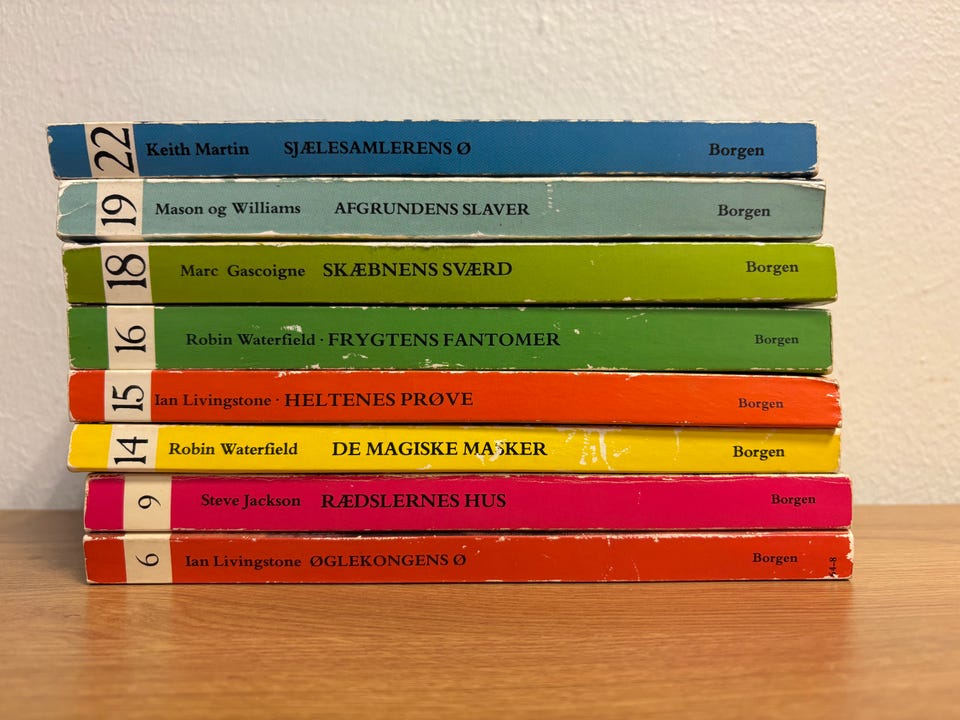 22 Keith Martin SJÆLESAMLERENS Ø Borgen
19 Mason og Williams AFGRUNDENS SLAVER Borgen
18 Marc Gascoigne SKÆBNENS SVÆRD Borgen
16 Robin Waterfield · FRYGTENS FANTOMER Borgen
15 Ian Livingstone · HELTENES PRØVE Borgen
14 Robin Waterfield DE MAGISKE MASKER Borgen
9 Steve Jackson RÆDSLERNES HUS Borgen
6 Ian Livingstone ØGLEKONGENS Ø Borgen